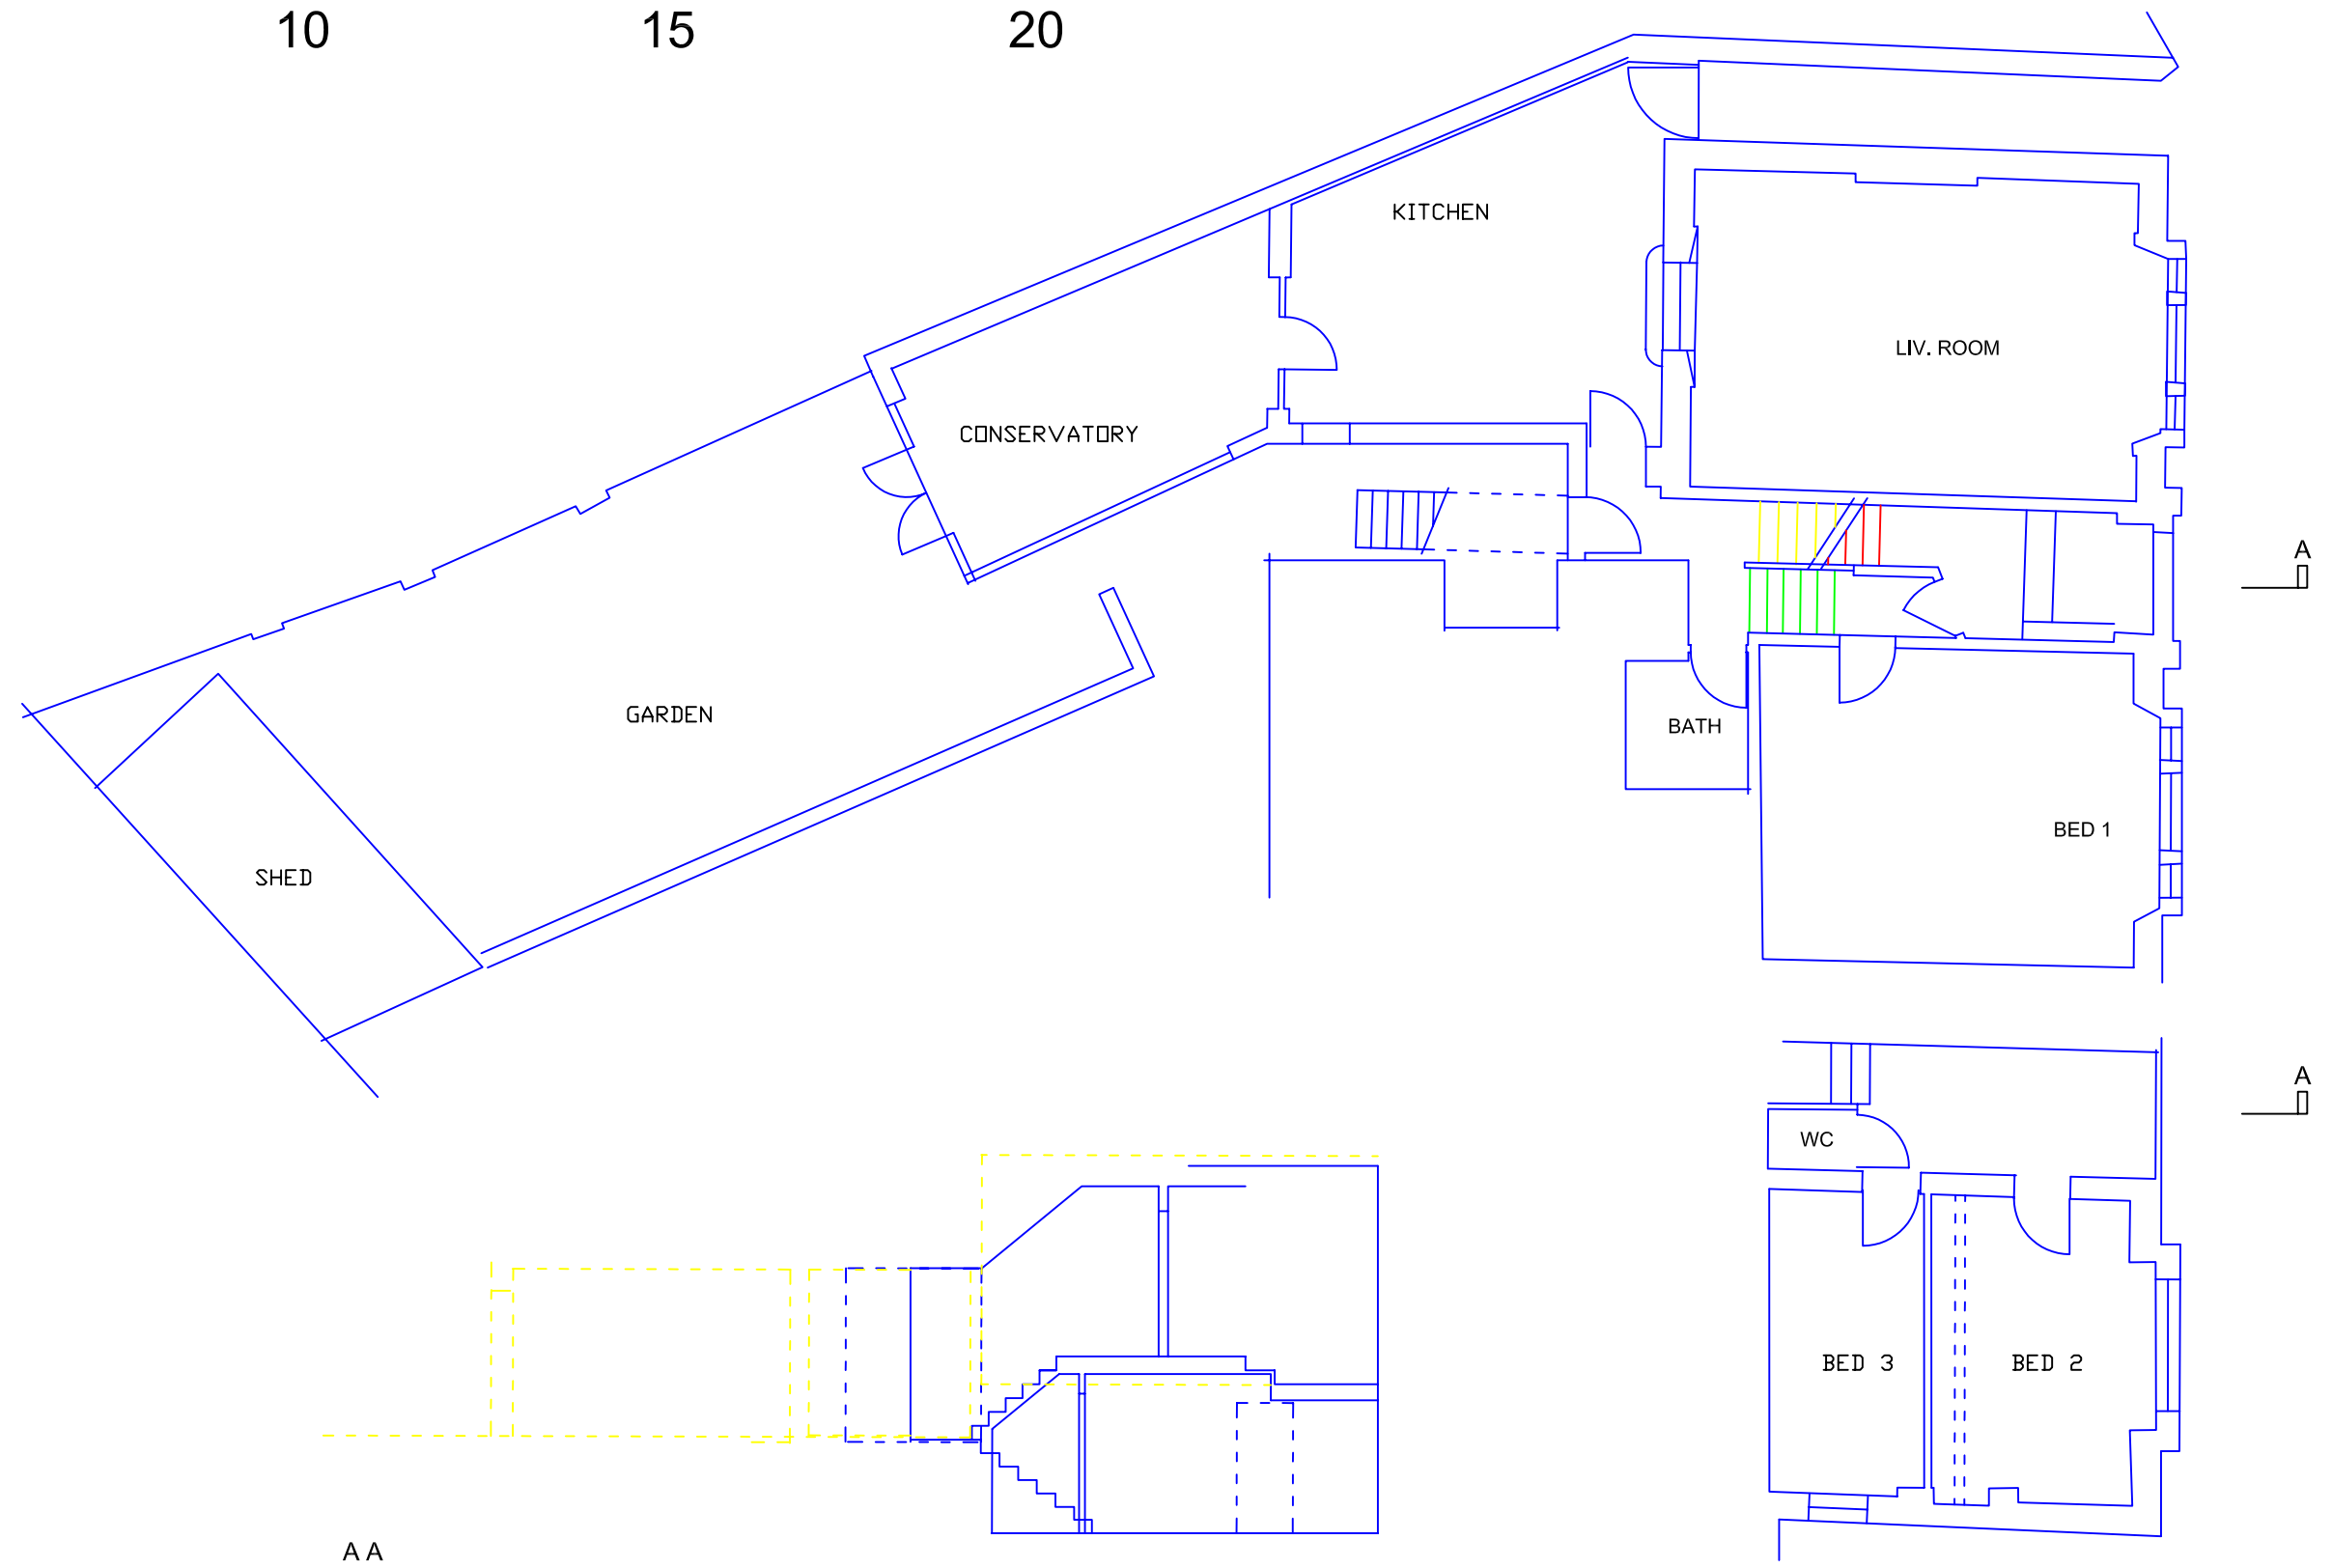 10 15 20
KITCHEN
LIV. ROOM
CONSERVATORY
A
GARDEN
BATH
BED 1
SHED
A
WC
BED 3 BED 2
A A